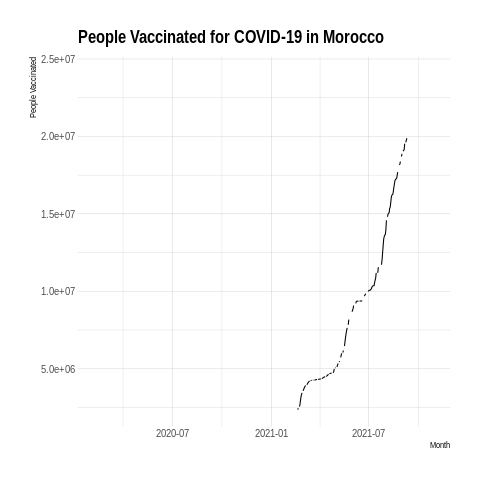 People Vaccinated for COVID-19 in Morocco
People Vaccinated
2.5e+07
2.0e+07
1.5e+07
1.0e+07
5.0e+06
2020-07
2021-01
2021-07
Month